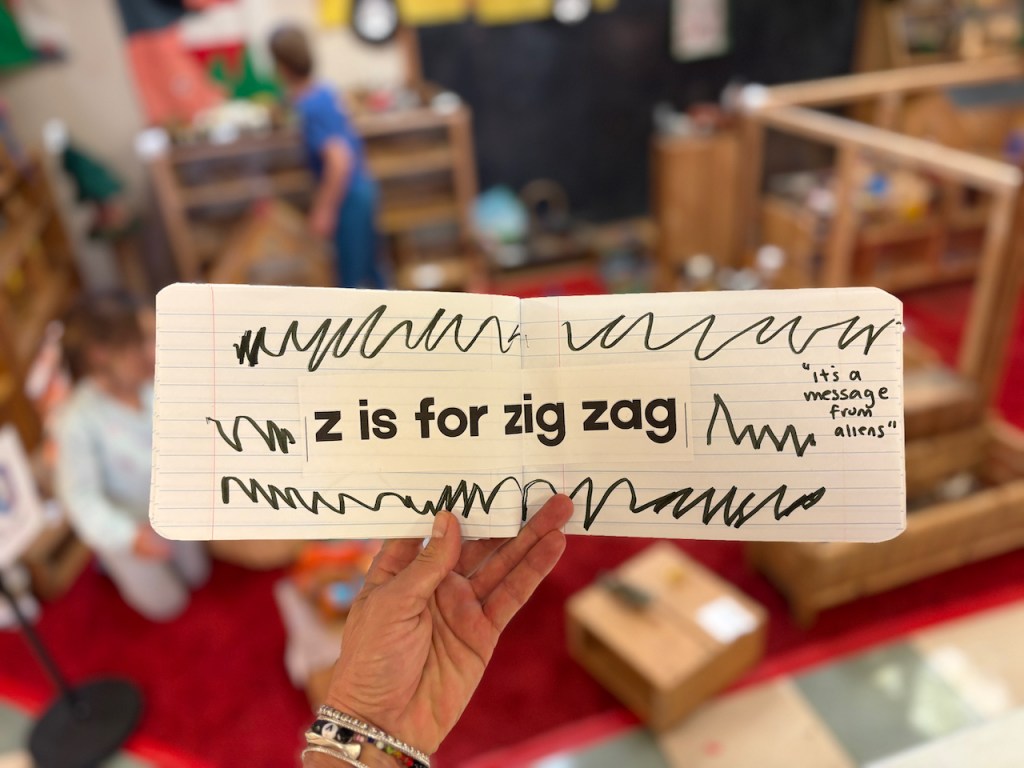 z is for zig zag
"it's a
message
from
aliens"